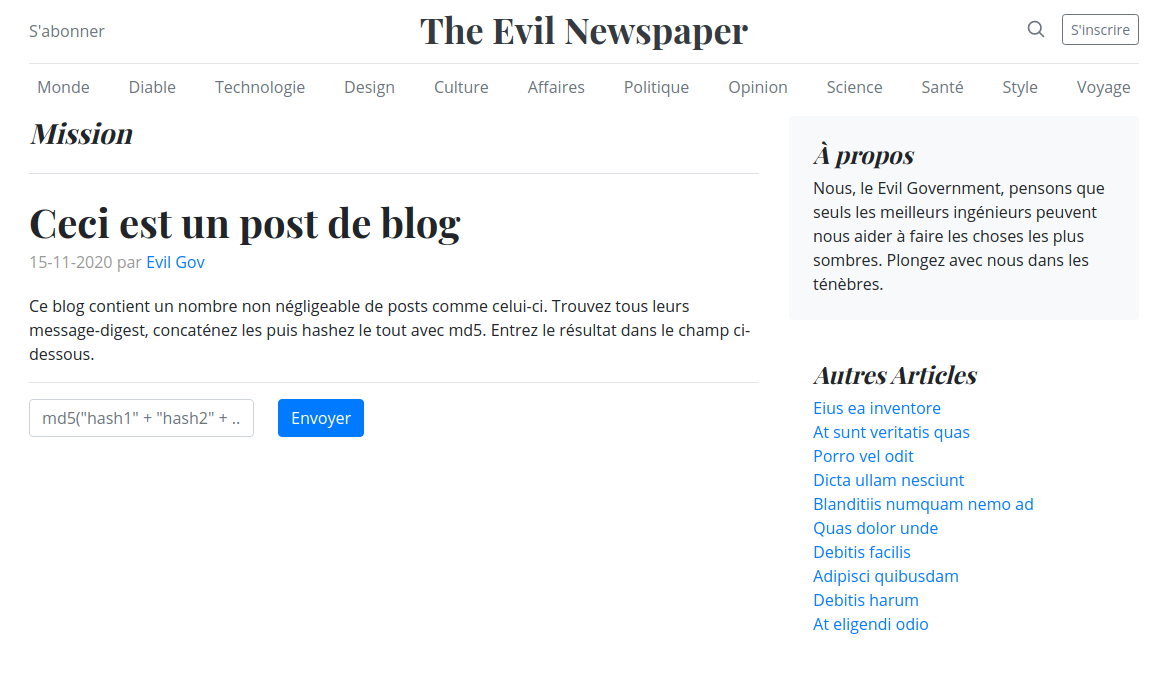 S'abonner
The Evil Newspaper
S'inscrire
Monde Diable Technologie Design Culture Affaires Politique Opinion Science Santé Style Voyage
Mission
Ceci est un post de blog
15-11-2020 par Evil Gov
Ce blog contient un nombre non négligeable de posts comme celui-ci. Trouvez tous leurs
message-digest, concaténez les puis hashez le tout avec md5. Entrez le résultat dans le champ ci-
dessous.
md5("hash1" + "hash2" + ..
Envoyer
À propos
Nous, le Evil Government, pensons que
seuls les meilleurs ingénieurs peuvent
nous aider à faire les choses les plus
sombres. Plongez avec nous dans les
ténèbres.
Autres Articles
Eius ea inventore
At sunt veritatis quas
Porro vel odit
Dicta ullam nesciunt
Blanditiis numquam nemo ad
Quas dolor unde
Debitis facilis
Adipisci quibusdam
Debitis harum
At eligendi odio